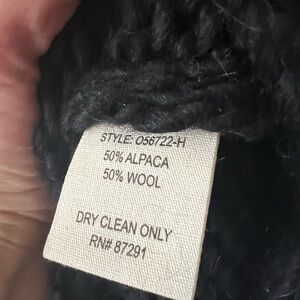 STYLE: O56722-H
50% ALPACA
50% WOOL
DRY CLEAN ONLY
RN# 87291